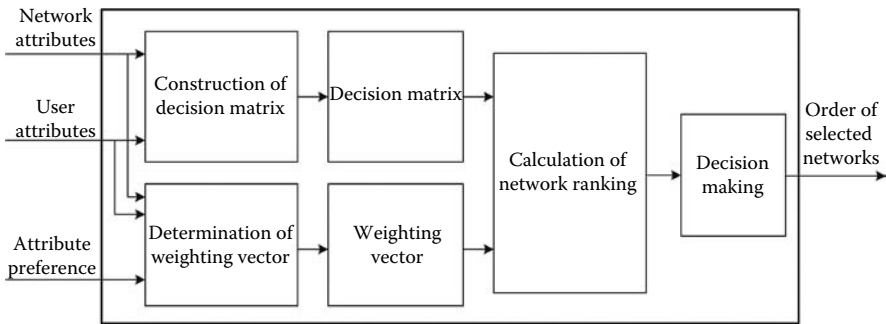 Network
attributes
Construction of
decision matrix
Decision matrix
User
attributes
Calculation of
network ranking
Decision
making
Order of
selected
networks
Attribute
preference
Determination of
weighting vector
Weighting
vector